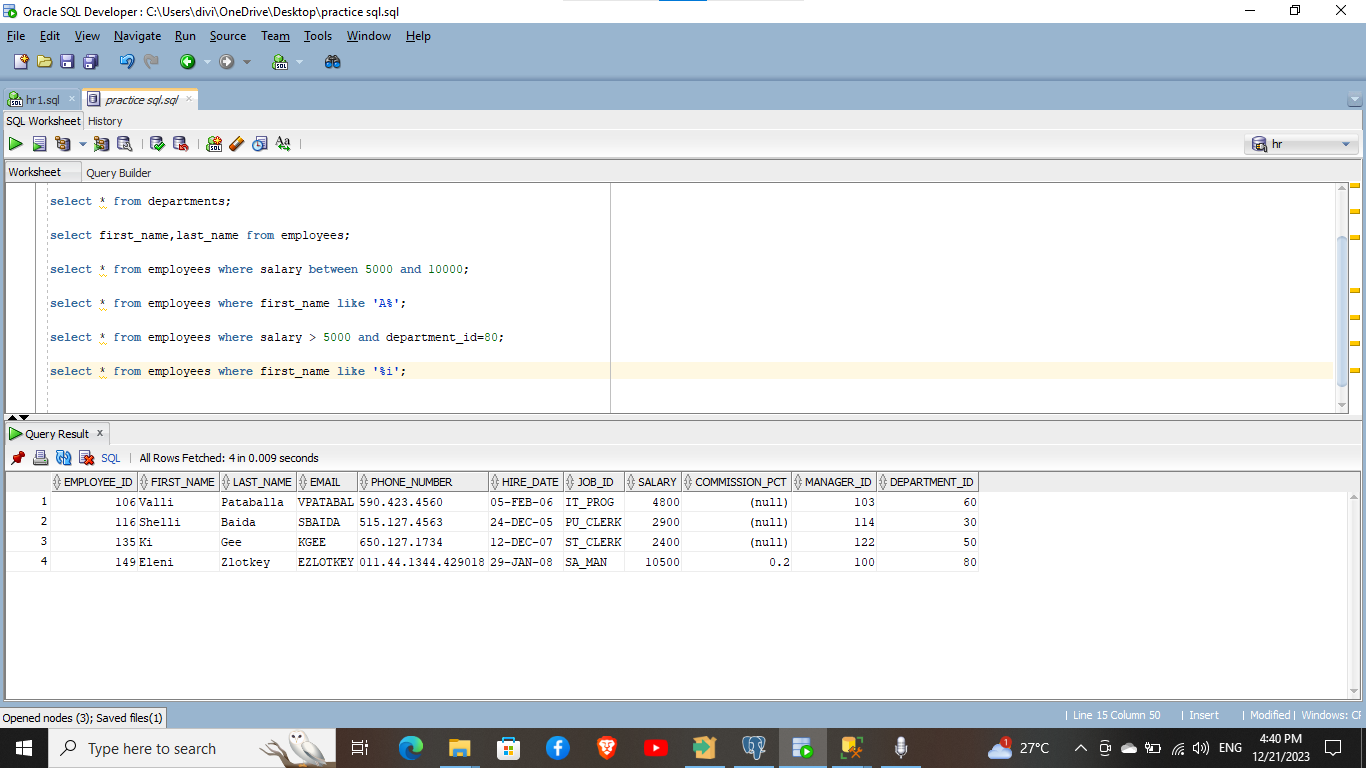 Oracle SQL Developer : C:\Users\divi\OneDrive\Desktop\practice sql.sql
File Edit View Navigate Run Source Team Tools Window Help
hr1.sql practice sql.sql
SQL Worksheet History
hr
Worksheet Query Builder
select * from departments;
select first_name,last_name from employees;
select * from employees where salary between 5000 and 10000;
select * from employees where first_name like 'A%';
select * from employees where salary > 5000 and department_id=80;
select * from employees where first_name like '%i';
Query Result
SQL All Rows Fetched: 4 in 0.009 seconds
EMPLOYEE_ID FIRST_NAME LAST_NAME EMAIL PHONE_NUMBER HIRE_DATE JOB_ID SALARY COMMISSION_PCT MANAGER_ID DEPARTMENT_ID
1 106 Valli Pataballa VPATABAL 590.423.4560 05-FEB-06 IT_PROG 4800 (null) 103 60
2 116 Shelli Baida SBAIDA 515.127.4563 24-DEC-05 PU_CLERK 2900 (null) 114 30
3 135 Ki Gee KGEE 650.127.1734 12-DEC-07 ST_CLERK 2400 (null) 122 50
4 149 Eleni Zlotkey EZLOTKEY 011.44.1344.429018 29-JAN-08 SA_MAN 10500 0.2 100 80
Opened nodes (3); Saved files(1)
Line 15 Column 50 Insert Modified Windows: CF
Type here to search
27°C
ENG
4:40 PM
12/21/2023